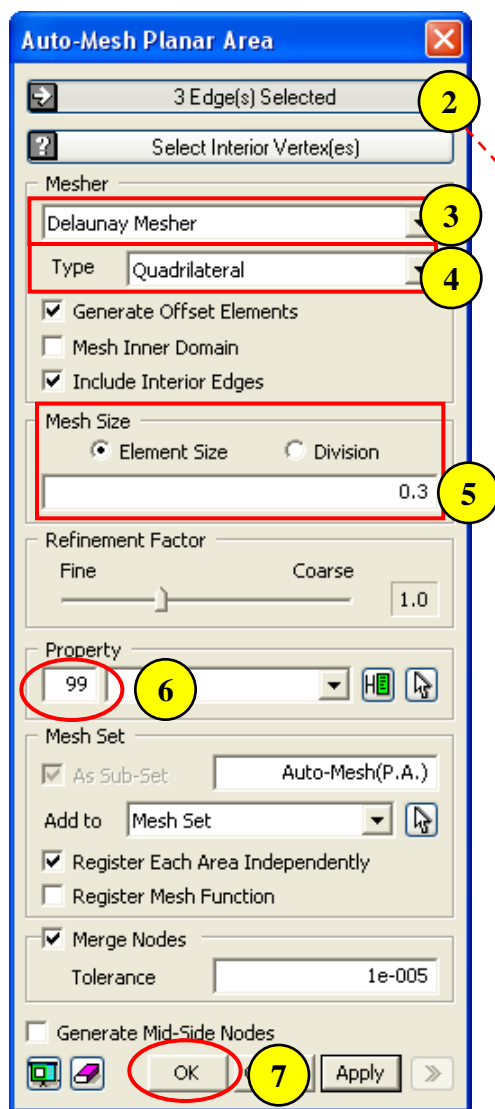 Auto-Mesh Planar Area
3 Edge(s) Selected
2
Select Interior Vertex(es)
Mesher
Delaunay Mesher
3
Type Quadrilateral
4
Generate Offset Elements
Mesh Inner Domain
Include Interior Edges
Mesh Size
Element Size Division
0.3
5
Refinement Factor
Fine Coarse
1.0
Property
99
6
Mesh Set
As Sub-Set Auto-Mesh(P.A.)
Add to Mesh Set
Register Each Area Independently
Register Mesh Function
Merge Nodes
Tolerance 1e-005
Generate Mid-Side Nodes
OK 7 Apply